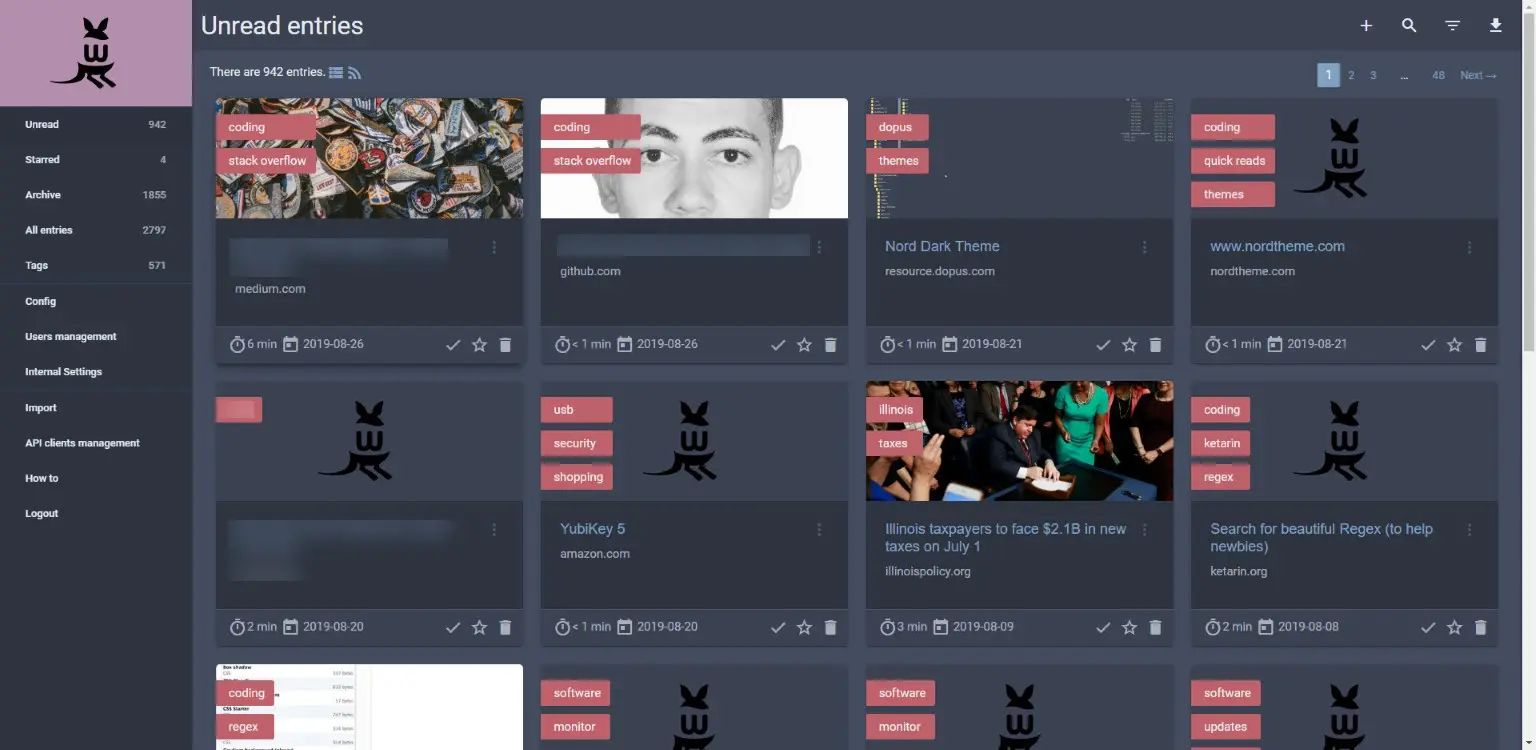 Unread entries
There are 942 entries.
1 2 3 ... 48 Next→
Unread 942
Starred 4
Archive 1855
All entries 2797
Tags 571
Config
Users management
Internal Settings
Import
API clients management
How to
Logout
coding
stack overflow
medium.com
6 min 2019-08-26
coding
stack overflow
github.com
< 1 min 2019-08-26
dopus
themes
Nord Dark Theme
resource.dopus.com
< 1 min 2019-08-21
coding
quick reads
themes
www.nordtheme.com
nordtheme.com
< 1 min 2019-08-21
2 min 2019-08-20
usb
security
shopping
YubiKey 5
amazon.com
< 1 min 2019-08-20
illinois
taxes
Illinois taxpayers to face $2.1B in new
taxes on July 1
illinoispolicy.org
3 min 2019-08-09
coding
ketarin
regex
Search for beautiful Regex (to help
newbies)
ketarin.org
2 min 2019-08-08
Box shadow
CSS
coding
CSS Starter
regex
CSS
software
monitor
software
monitor
software
updates